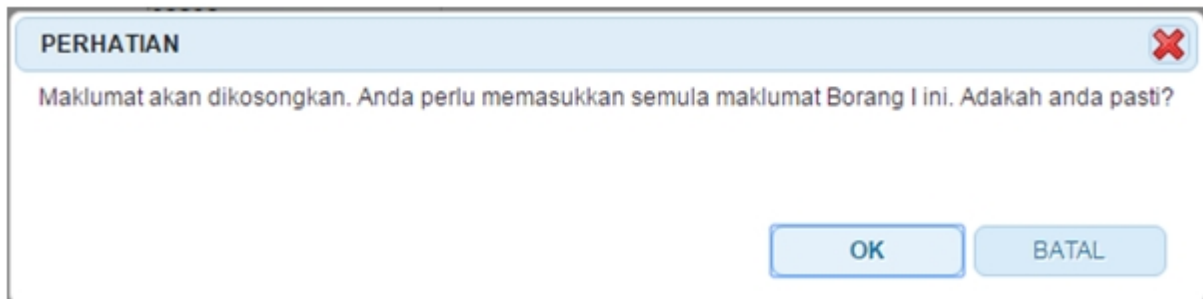 PERHATIAN
Maklumat akan dikosongkan. Anda perlu memasukkan semula maklumat Borang I ini. Adakah anda pasti?
OK
BATAL